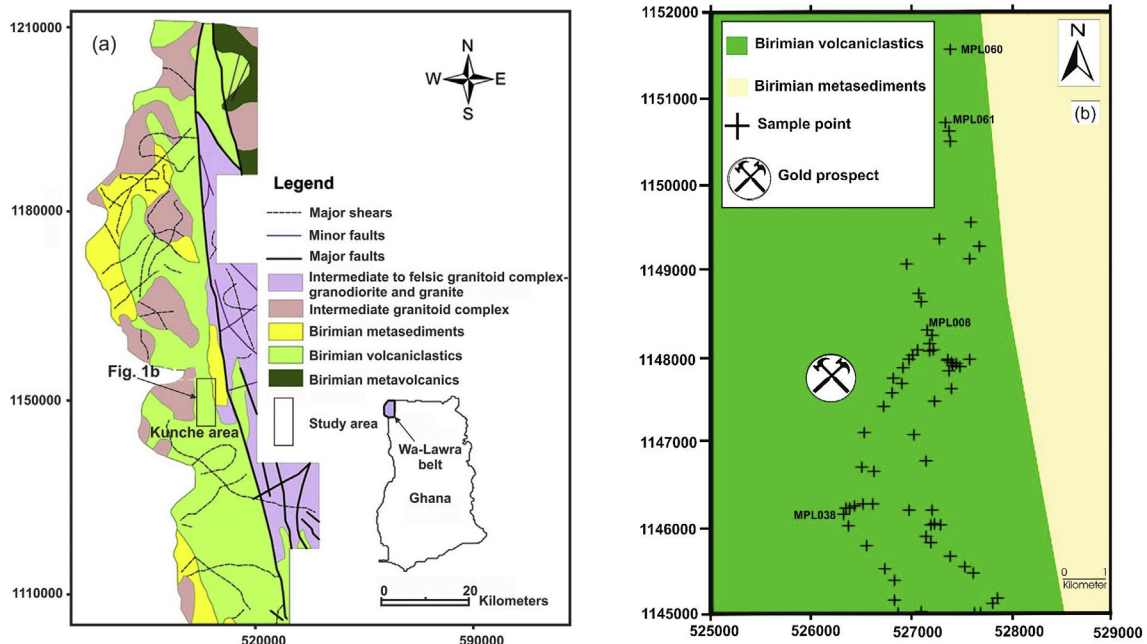 1210000
1180000
1150000
1110000
520000
590000
(a)
N
W
E
S
Legend
Major shears
Minor faults
Major faults
Intermediate to felsic granitoid complex-
granodiorite and granite
Intermediate granitoid complex
Birimian metasediments
Birimian volcaniclastics
Birimian metavolcanics
Study area
Fig. 1b
Kunche area
Wa-Lawra
belt
Ghana
0
20
Kilometers
1152000
1151000
1150000
1149000
1148000
1147000
1146000
1145000
525000
526000
527000
528000
529000
Birimian volcaniclastics
Birimian metasediments
Sample point
Gold prospect
N
(b)
MPL060
MPL061
MPL008
MPL038
0 1
Kilometer